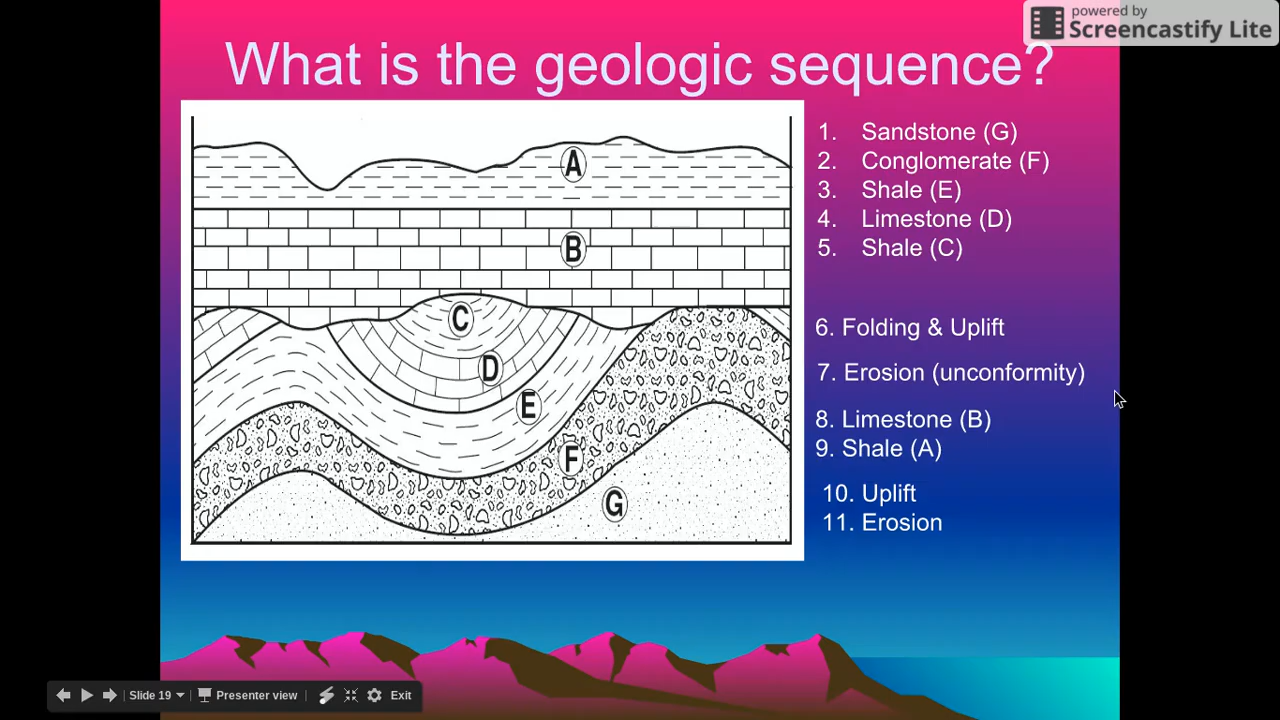 powered by
Screencastify Lite
What is the geologic sequence?
A
B
C
D
E
F
G
1. Sandstone (G)
2. Conglomerate (F)
3. Shale (E)
4. Limestone (D)
5. Shale (C)
6. Folding & Uplift
7. Erosion (unconformity)
8. Limestone (B)
9. Shale (A)
10. Uplift
11. Erosion
Slide 19 Presenter view Exit